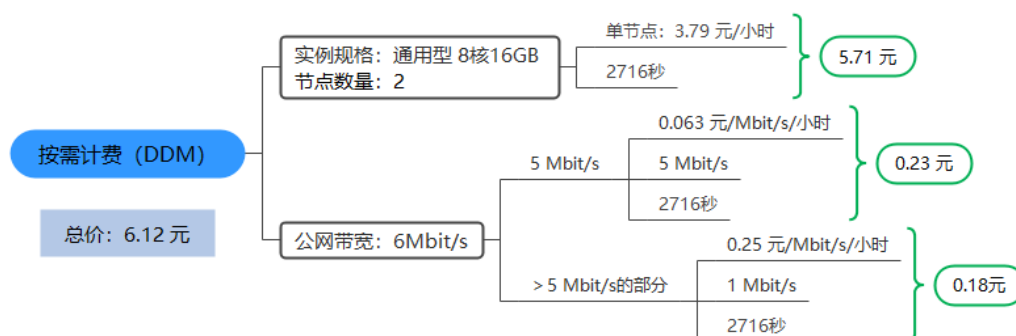 按需计费（DDM）
总价：6.12 元
实例规格：通用型 8核16GB
节点数量：2
单节点：3.79 元/小时
2716秒
5.71 元
公网带宽：6Mbit/s
5 Mbit/s
0.063 元/Mbit/s/小时
5 Mbit/s
2716秒
0.23 元
> 5 Mbit/s的部分
0.25 元/Mbit/s/小时
1 Mbit/s
2716秒
0.18元